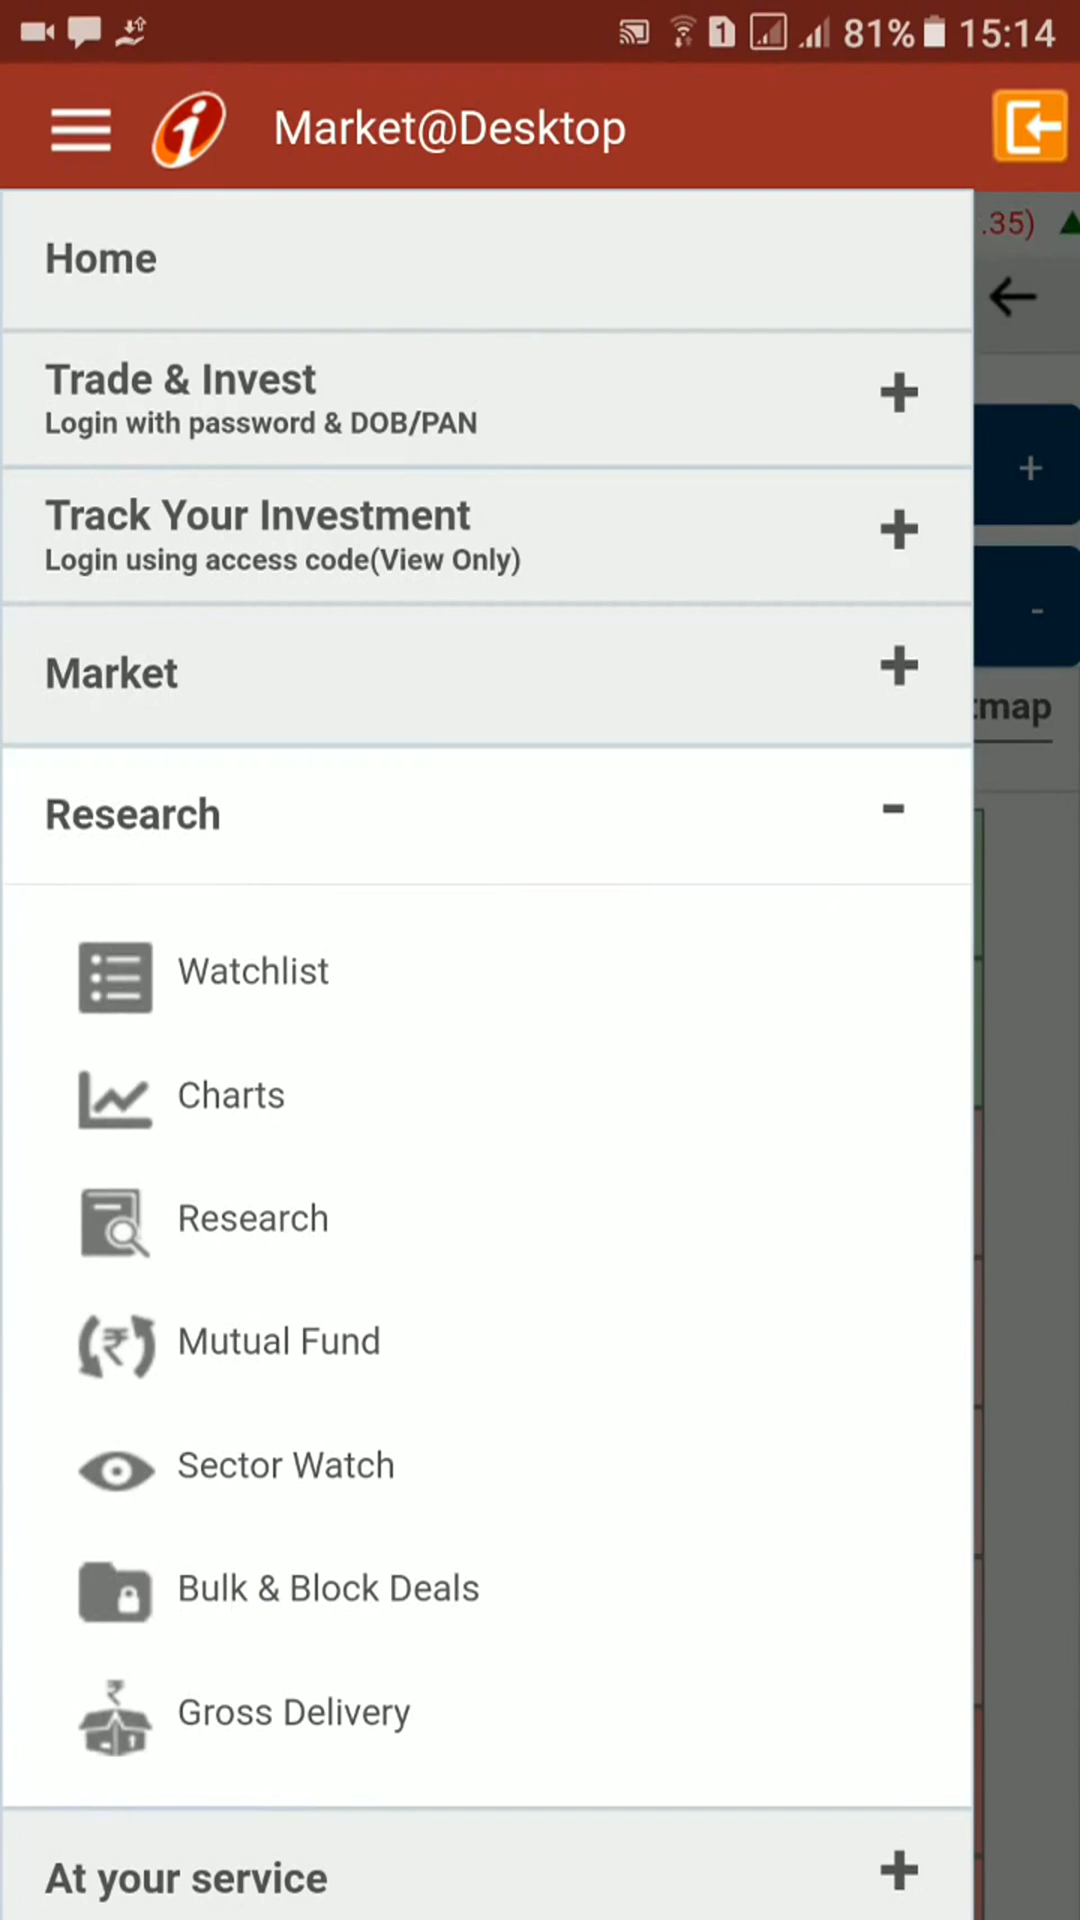 1 81% 15:14
i Market@Desktop
.35)
Home
Trade & Invest +
Login with password & DOB/PAN
+
Track Your Investment +
Login using access code(View Only)
-
Market +
tmap
Research -
Watchlist
Charts
Research
₹ Mutual Fund
Sector Watch
Bulk & Block Deals
₹
Gross Delivery
At your service +